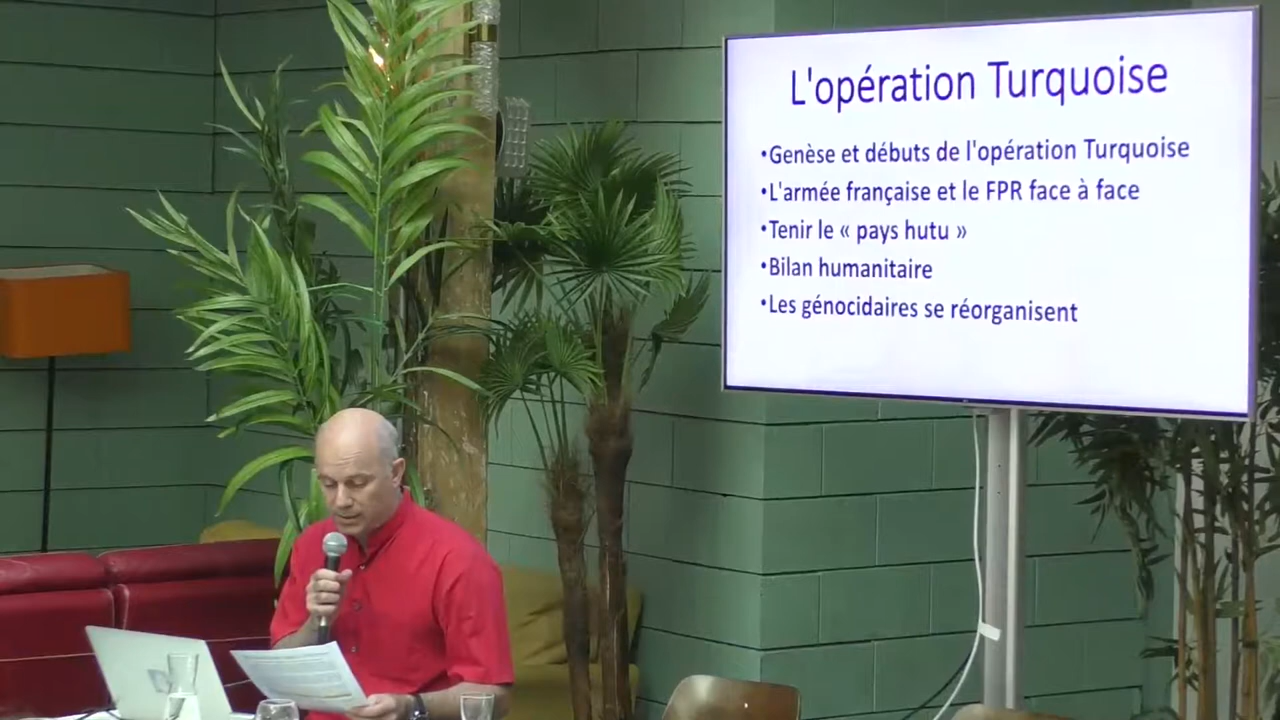 L'opération Turquoise
•Genèse et débuts de l'opération Turquoise
•L'armée française et le FPR face à face
•Tenir le « pays hutu »
•Bilan humanitaire
•Les génocidaires se réorganisent